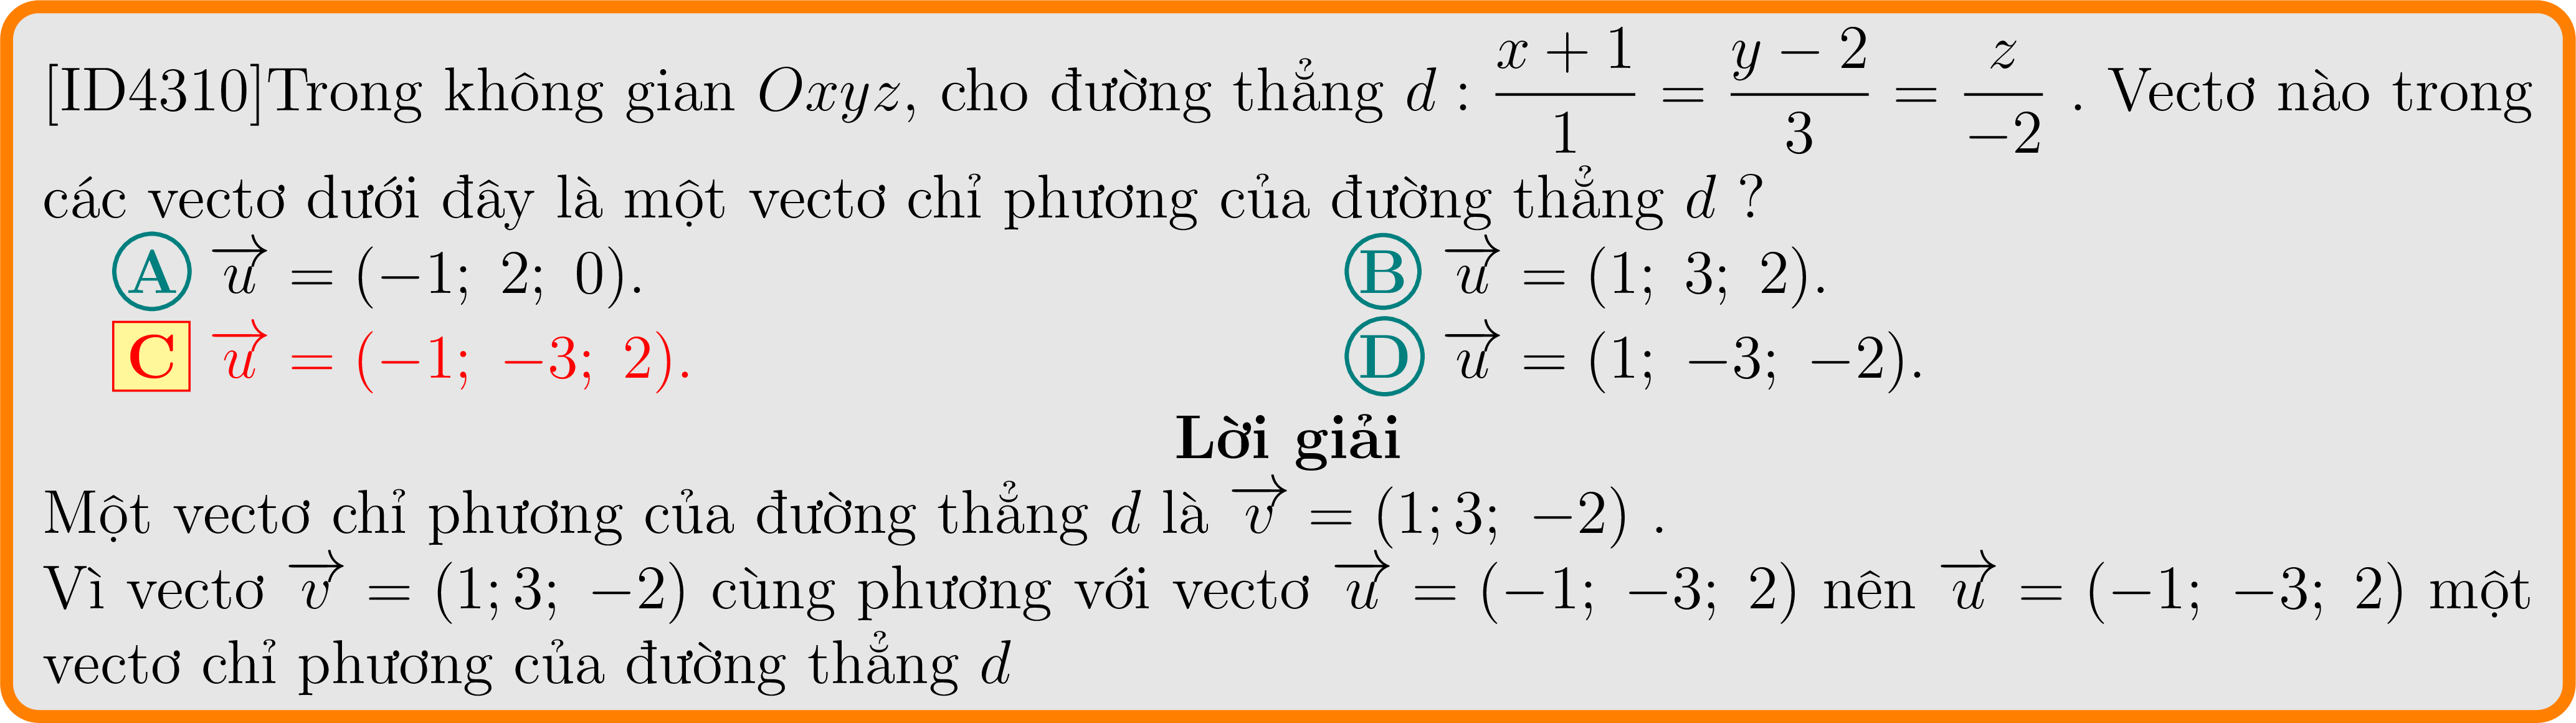 [ID4310]Trong không gian Oxyz, cho đường thẳng d : \frac{x + 1}{1} = \frac{y − 2}{3} = \frac{z}{−2} . Vectơ nào trong
các vectơ dưới đây là một vectơ chỉ phương của đường thẳng d ?
A \overrightarrow{u} = (−1; 2; 0).
B \overrightarrow{u} = (1; 3; 2).
C \overrightarrow{u} = (−1; −3; 2).
D \overrightarrow{u} = (1; −3; −2).
Lời giải
Một vectơ chỉ phương của đường thẳng d là \overrightarrow{v} = (1; 3; −2) .
Vì vectơ \overrightarrow{v} = (1; 3; −2) cùng phương với vectơ \overrightarrow{u} = (−1; −3; 2) nên \overrightarrow{u} = (−1; −3; 2) một
vectơ chỉ phương của đường thẳng d